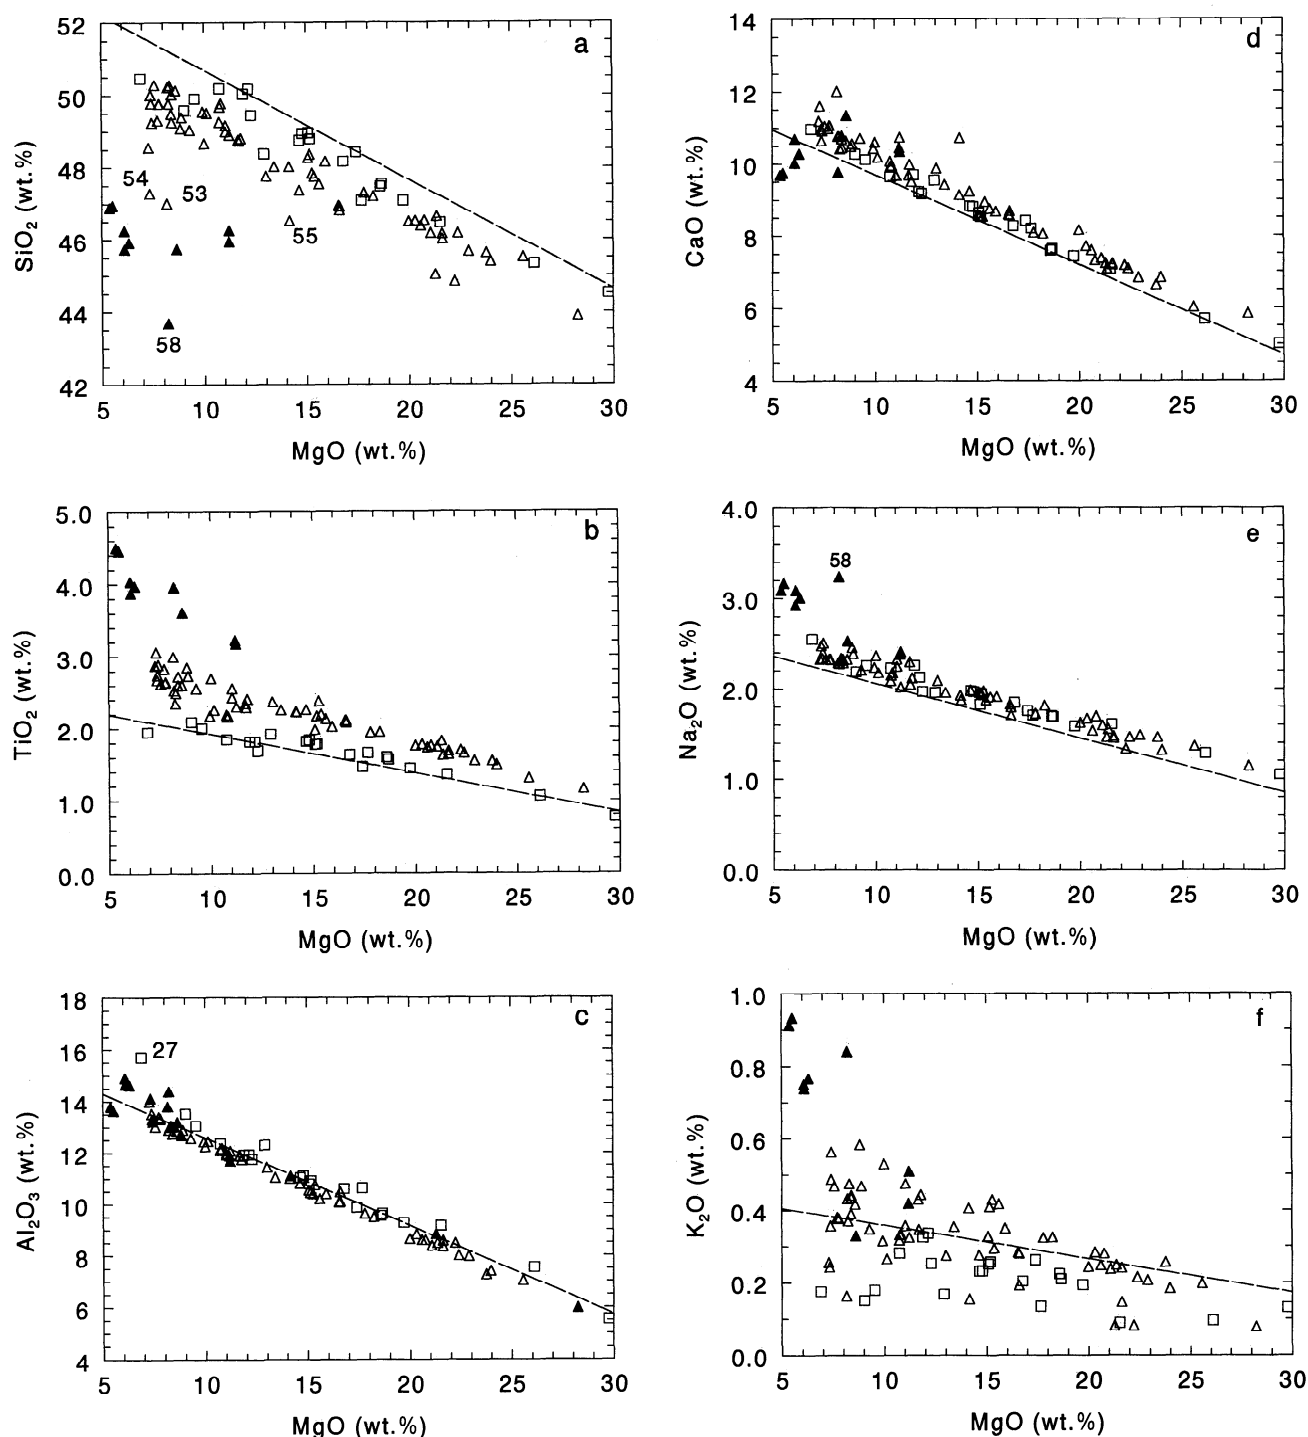 a
52
50
48
46
44
42
SiO2 (wt.%)
54
53
55
58
5 10 15 20 25 30
MgO (wt.%)
d
14
12
10
8
6
4
CaO (wt.%)
5 10 15 20 25 30
MgO (wt.%)
b
5.0
4.0
3.0
2.0
1.0
0.0
TiO2 (wt.%)
5 10 15 20 25 30
MgO (wt.%)
e
4.0
3.0
2.0
1.0
0.0
Na2O (wt.%)
58
5 10 15 20 25 30
MgO (wt.%)
c
18
16
14
12
10
8
6
4
Al2O3 (wt.%)
27
5 10 15 20 25 30
MgO (wt.%)
f
1.0
0.8
0.6
0.4
0.2
0.0
K2O (wt.%)
5 10 15 20 25 30
MgO (wt.%)